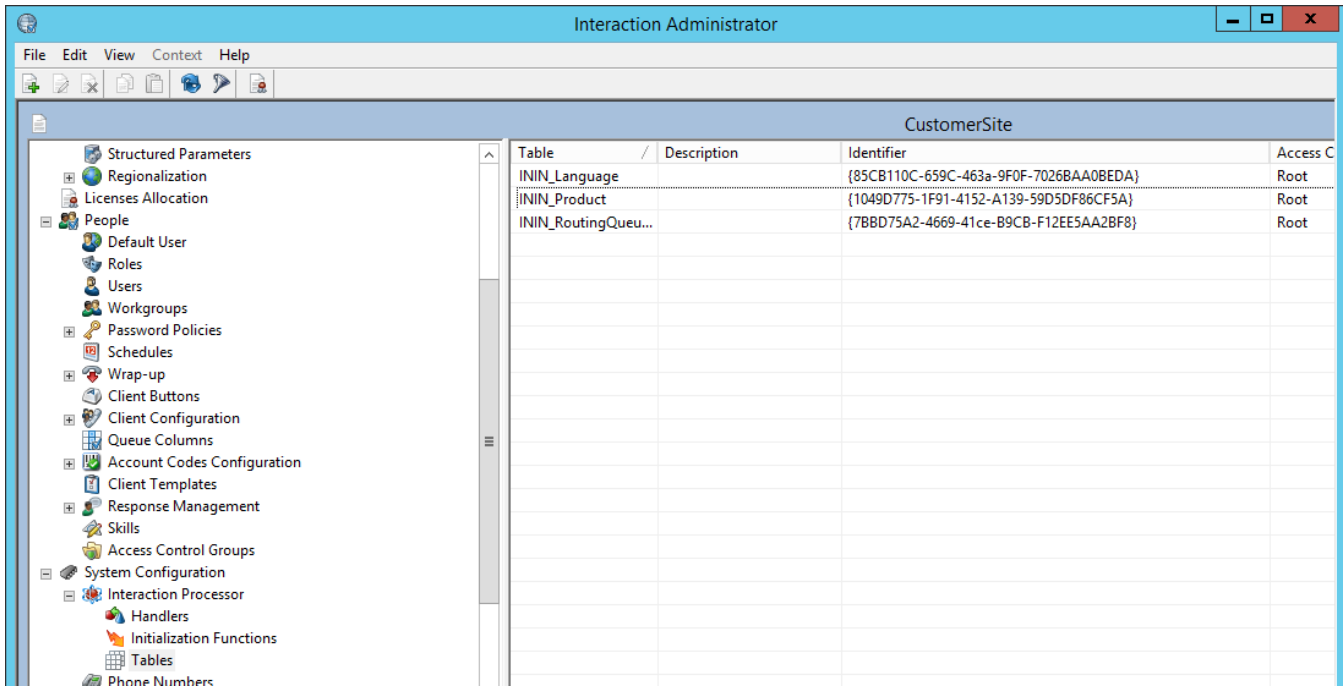 Interaction Administrator
File Edit View Context Help
CustomerSite
Structured Parameters
Regionalization
Licenses Allocation
People
Default User
Roles
Users
Workgroups
Password Policies
Schedules
Wrap-up
Client Buttons
Client Configuration
Queue Columns
Account Codes Configuration
Client Templates
Response Management
Skills
Access Control Groups
System Configuration
Interaction Processor
Handlers
Initialization Functions
Tables
Phone Numbers
Table Description Identifier Access C
ININ_Language {85CB110C-659C-463a-9F0F-7026BAA0BEDA} Root
ININ_Product {1049D775-1F91-4152-A139-59D5DF86CF5A} Root
ININ_RoutingQueu... {7BBD75A2-4669-41ce-B9CB-F12EE5AA2BF8} Root